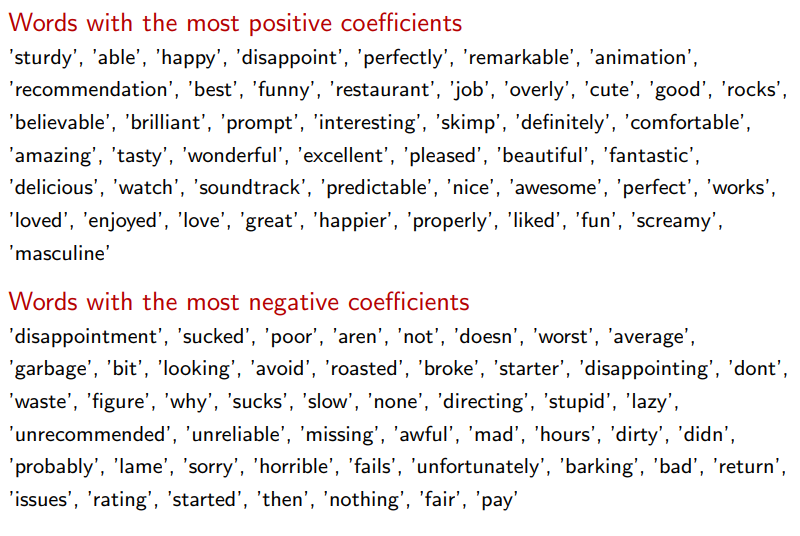 Words with the most positive coefficients
'sturdy', 'able', 'happy', 'disappoint', 'perfectly', 'remarkable', 'animation',
'recommendation', 'best', 'funny', 'restaurant', 'job', 'overly', 'cute', 'good', 'rocks',
'believable', 'brilliant', 'prompt', 'interesting', 'skimp', 'definitely', 'comfortable',
'amazing', 'tasty', 'wonderful', 'excellent', 'pleased', 'beautiful', 'fantastic',
'delicious', 'watch', 'soundtrack', 'predictable', 'nice', 'awesome', 'perfect', 'works',
'loved', 'enjoyed', 'love', 'great', 'happier', 'properly', 'liked', 'fun', 'screamy',
'masculine'
Words with the most negative coefficients
'disappointment', 'sucked', 'poor', 'aren', 'not', 'doesn', 'worst', 'average',
'garbage', 'bit', 'looking', 'avoid', 'roasted', 'broke', 'starter', 'disappointing', 'dont',
'waste', 'figure', 'why', 'sucks', 'slow', 'none', 'directing', 'stupid', 'lazy',
'unrecommended', 'unreliable', 'missing', 'awful', 'mad', 'hours', 'dirty', 'didn',
'probably', 'lame', 'sorry', 'horrible', 'fails', 'unfortunately', 'barking', 'bad', 'return',
'issues', 'rating', 'started', 'then', 'nothing', 'fair', 'pay'